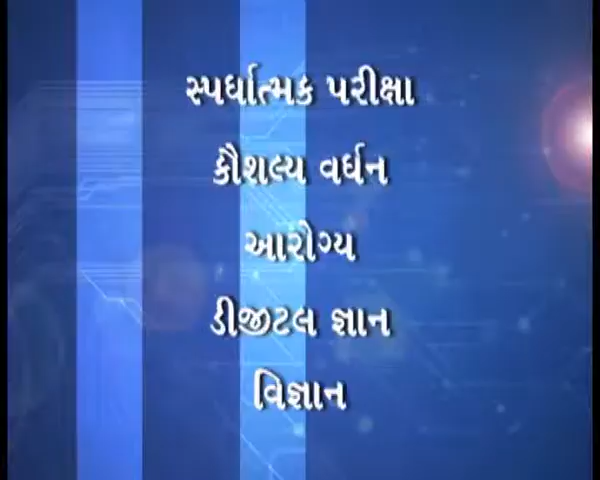 સ્પર્ધાત્મક પરીક્ષા
કૌશલ્ય વર્ધન
આરોગ્ય
ડીજીટલ જ્ઞાન
વિજ્ઞાન